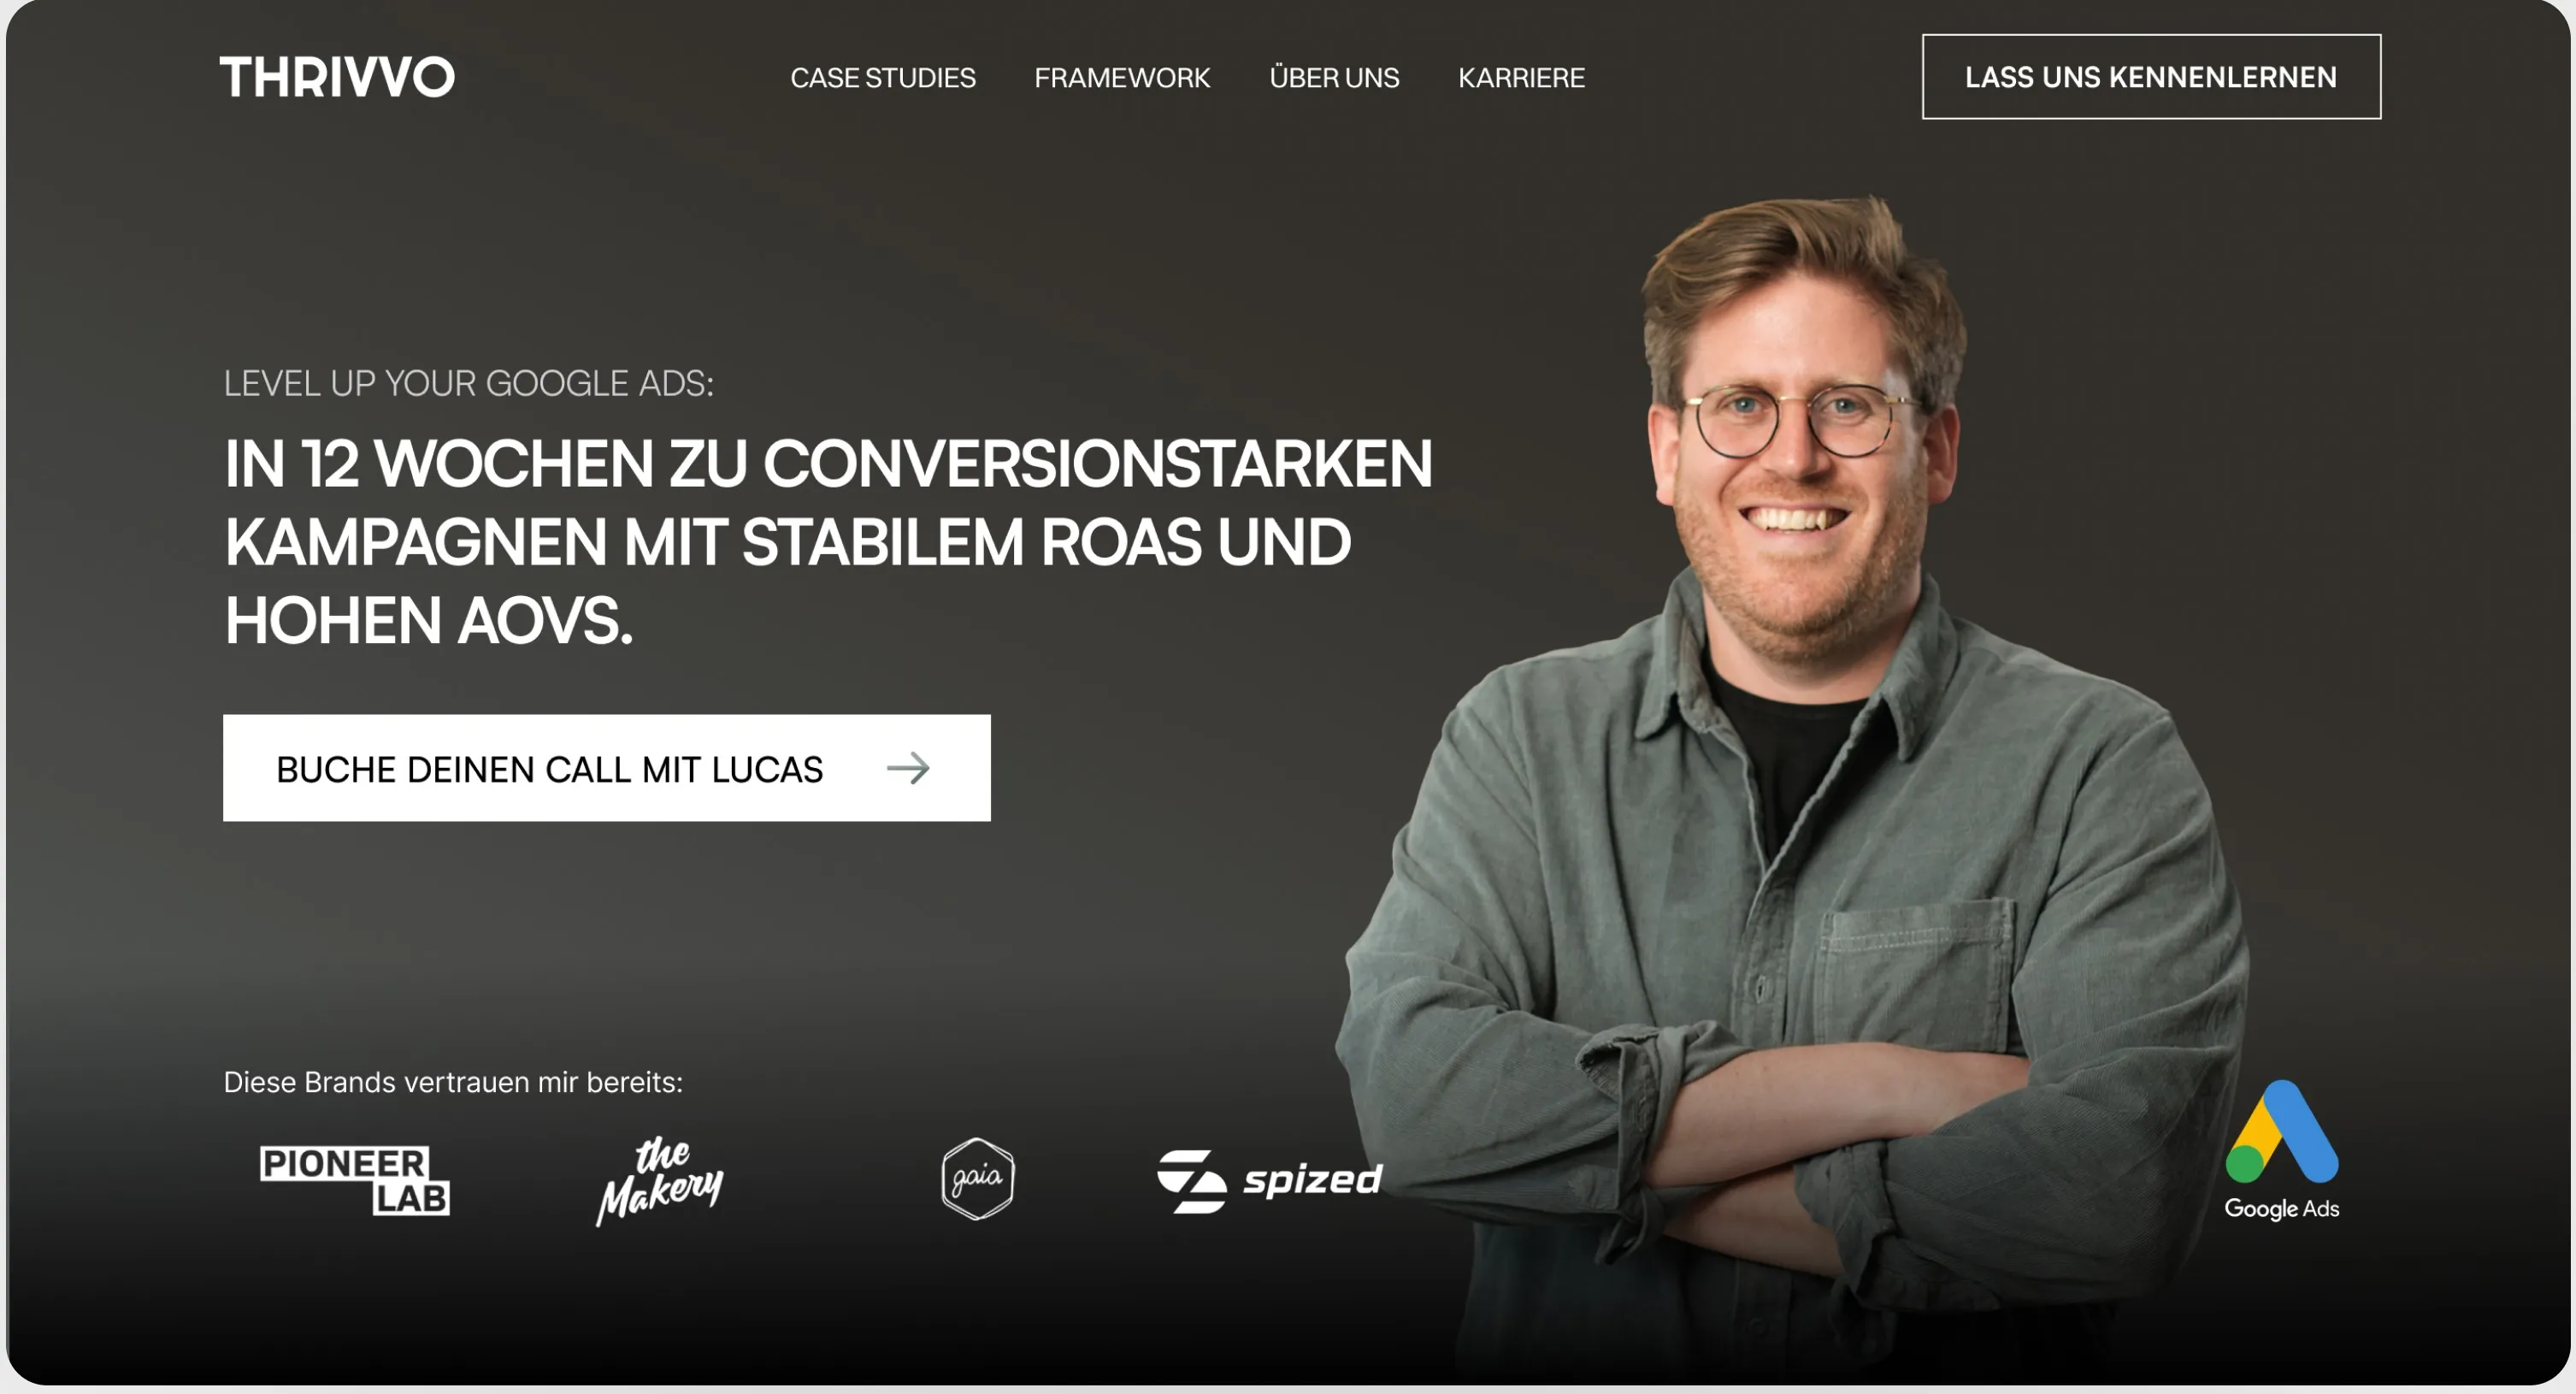 THRIVVO
CASE STUDIES
FRAMEWORK
ÜBER UNS
KARRIERE
LASS UNS KENNENLERNEN
LEVEL UP YOUR GOOGLE ADS:
IN 12 WOCHEN ZU CONVERSIONSTARKEN
KAMPAGNEN MIT STABILEM ROAS UND
HOHEN AOVS.
BUCHE DEINEN CALL MIT LUCAS
Diese Brands vertrauen mir bereits:
PIONEER
LAB
the
Makery
gaia
spized
Google Ads